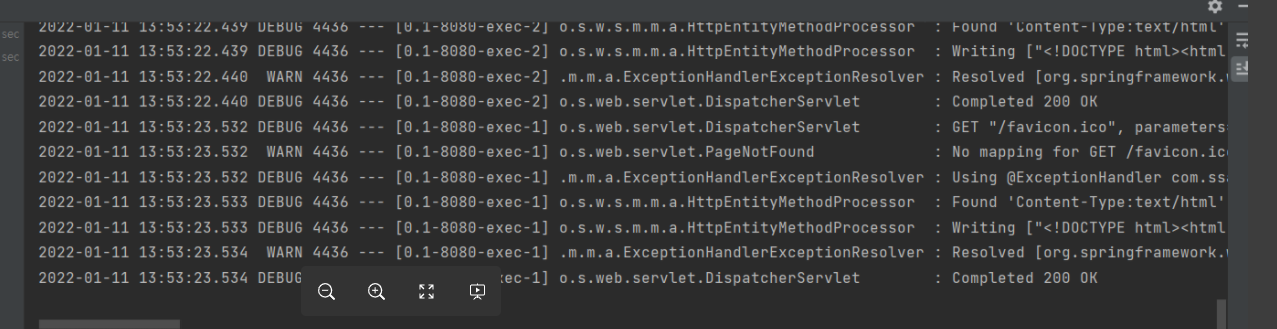 sec
sec
2022-01-11 13:53:22.439 DEBUG 4436 --- [0.1-8080-exec-2] o.s.w.s.m.m.a.HttpEntityMethodProcessor : Found 'Content-Type:text/html'
2022-01-11 13:53:22.439 DEBUG 4436 --- [0.1-8080-exec-2] o.s.w.s.m.m.a.HttpEntityMethodProcessor : Writing ["<!DOCTYPE html><html
2022-01-11 13:53:22.440 WARN 4436 --- [0.1-8080-exec-2] .m.m.a.ExceptionHandlerExceptionResolver : Resolved [org.springframework.w
2022-01-11 13:53:22.440 DEBUG 4436 --- [0.1-8080-exec-2] o.s.web.servlet.DispatcherServlet : Completed 200 OK
2022-01-11 13:53:23.532 DEBUG 4436 --- [0.1-8080-exec-1] o.s.web.servlet.DispatcherServlet : GET "/favicon.ico", parameters=
2022-01-11 13:53:23.532 WARN 4436 --- [0.1-8080-exec-1] o.s.web.servlet.PageNotFound : No mapping for GET /favicon.ico
2022-01-11 13:53:23.532 DEBUG 4436 --- [0.1-8080-exec-1] .m.m.a.ExceptionHandlerExceptionResolver : Using @ExceptionHandler com.ssa
2022-01-11 13:53:23.533 DEBUG 4436 --- [0.1-8080-exec-1] o.s.w.s.m.m.a.HttpEntityMethodProcessor : Found 'Content-Type:text/html'
2022-01-11 13:53:23.533 DEBUG 4436 --- [0.1-8080-exec-1] o.s.w.s.m.m.a.HttpEntityMethodProcessor : Writing ["<!DOCTYPE html><html
2022-01-11 13:53:23.534 WARN 4436 --- [0.1-8080-exec-1] .m.m.a.ExceptionHandlerExceptionResolver : Resolved [org.springframework.w
2022-01-11 13:53:23.534 DEBUG exec-1] o.s.web.servlet.DispatcherServlet : Completed 200 OK